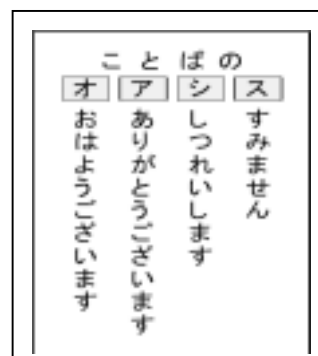 ことばの
オアシス
おはようございます
ありがとうございます
しつれいします
すみません